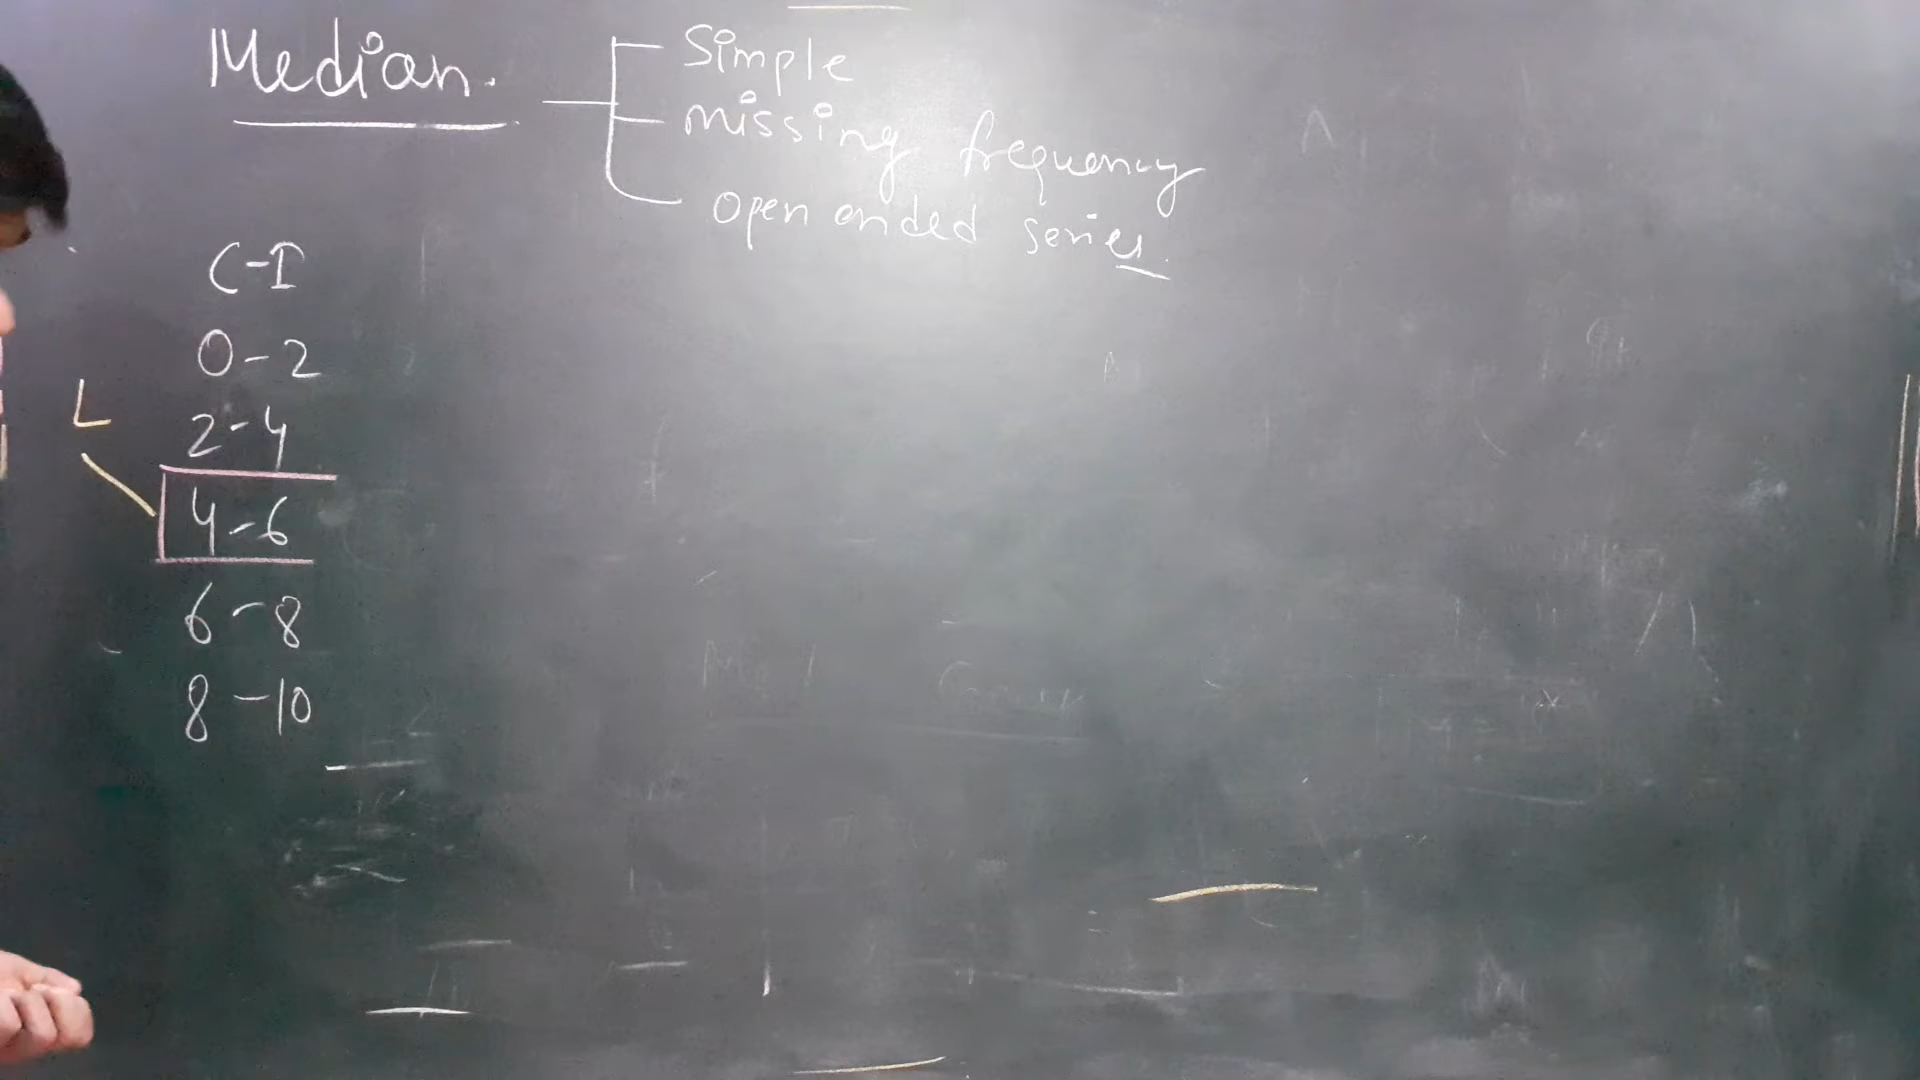 Median.
Simple
missing frequency
open ended series.
C-I
0-2
2-4
L
4-6
6-8
8-10